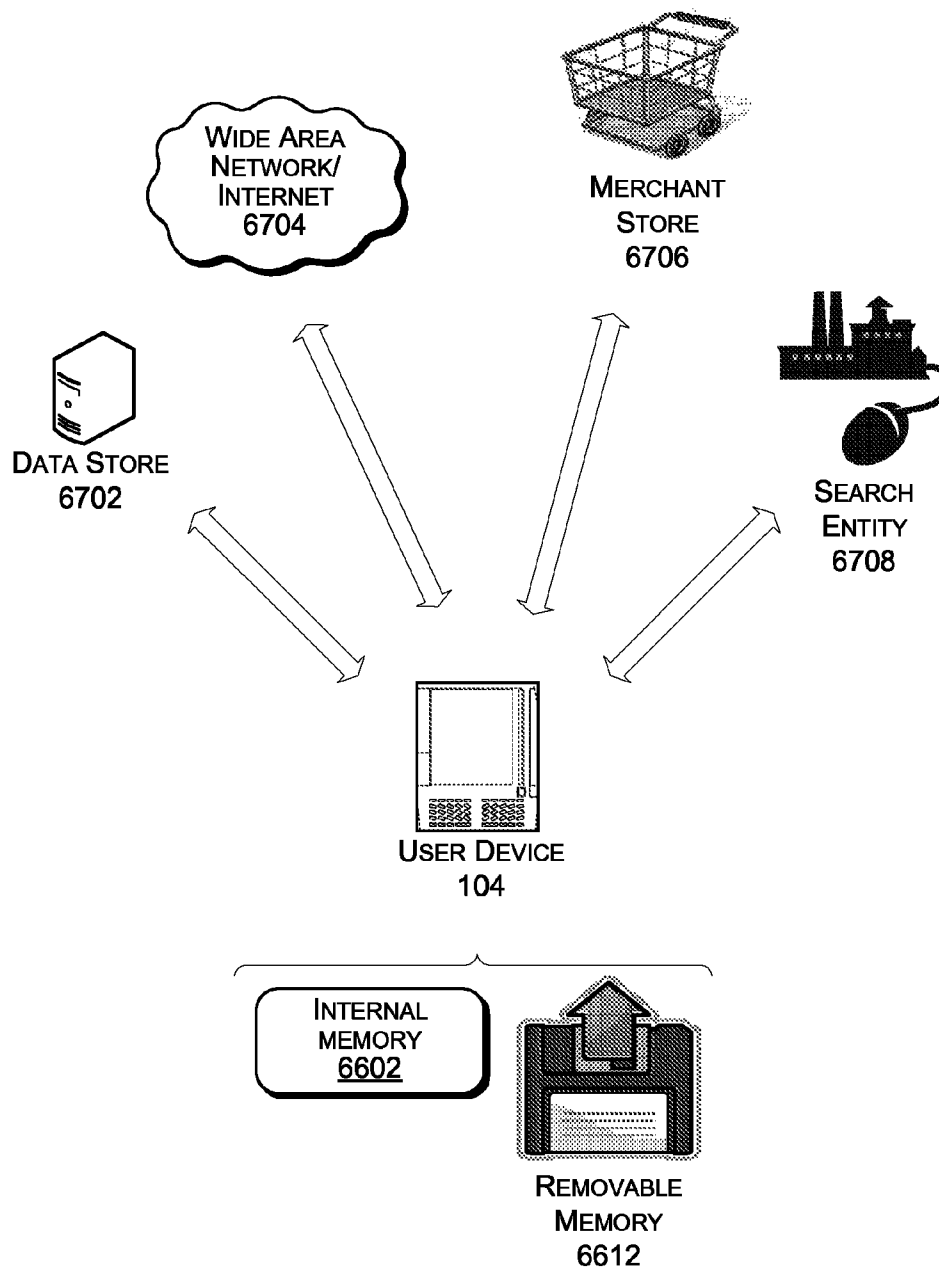 WIDE AREA
NETWORK/
INTERNET
6704
MERCHANT
STORE
6706
DATA STORE
6702
SEARCH
ENTITY
6708
USER DEVICE
104
INTERNAL
MEMORY
6602
REMOVABLE
MEMORY
6612